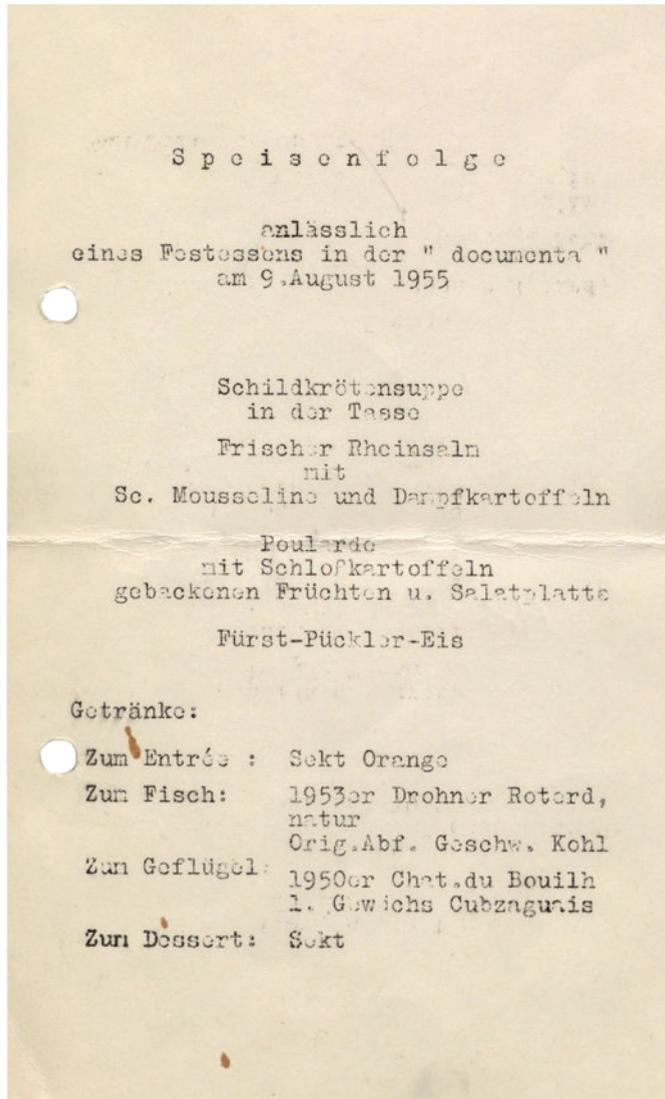 S p e i s e n f o l g e
anlässlich
eines Festessens in der " documenta "
am 9.August 1955
Schildkrötensuppe
in der Tasse
Frischer Rheinsalm
mit
Sc. Mousseline und Dampfkartoffeln
Poularde
mit Schloßkartoffeln
gebackenen Früchten u. Salatplatte
Fürst-Pückler-Eis
Getränke:
Zum Entrée : Sekt Orange
Zum Fisch: 1953er Drohner Roterd,
natur
Orig.Abf. Geschw. Kohl
Zum Geflügel: 1950er Chat.du Bouilh
1. Gewichs Cubzaguais
Zum Dessert: Sekt